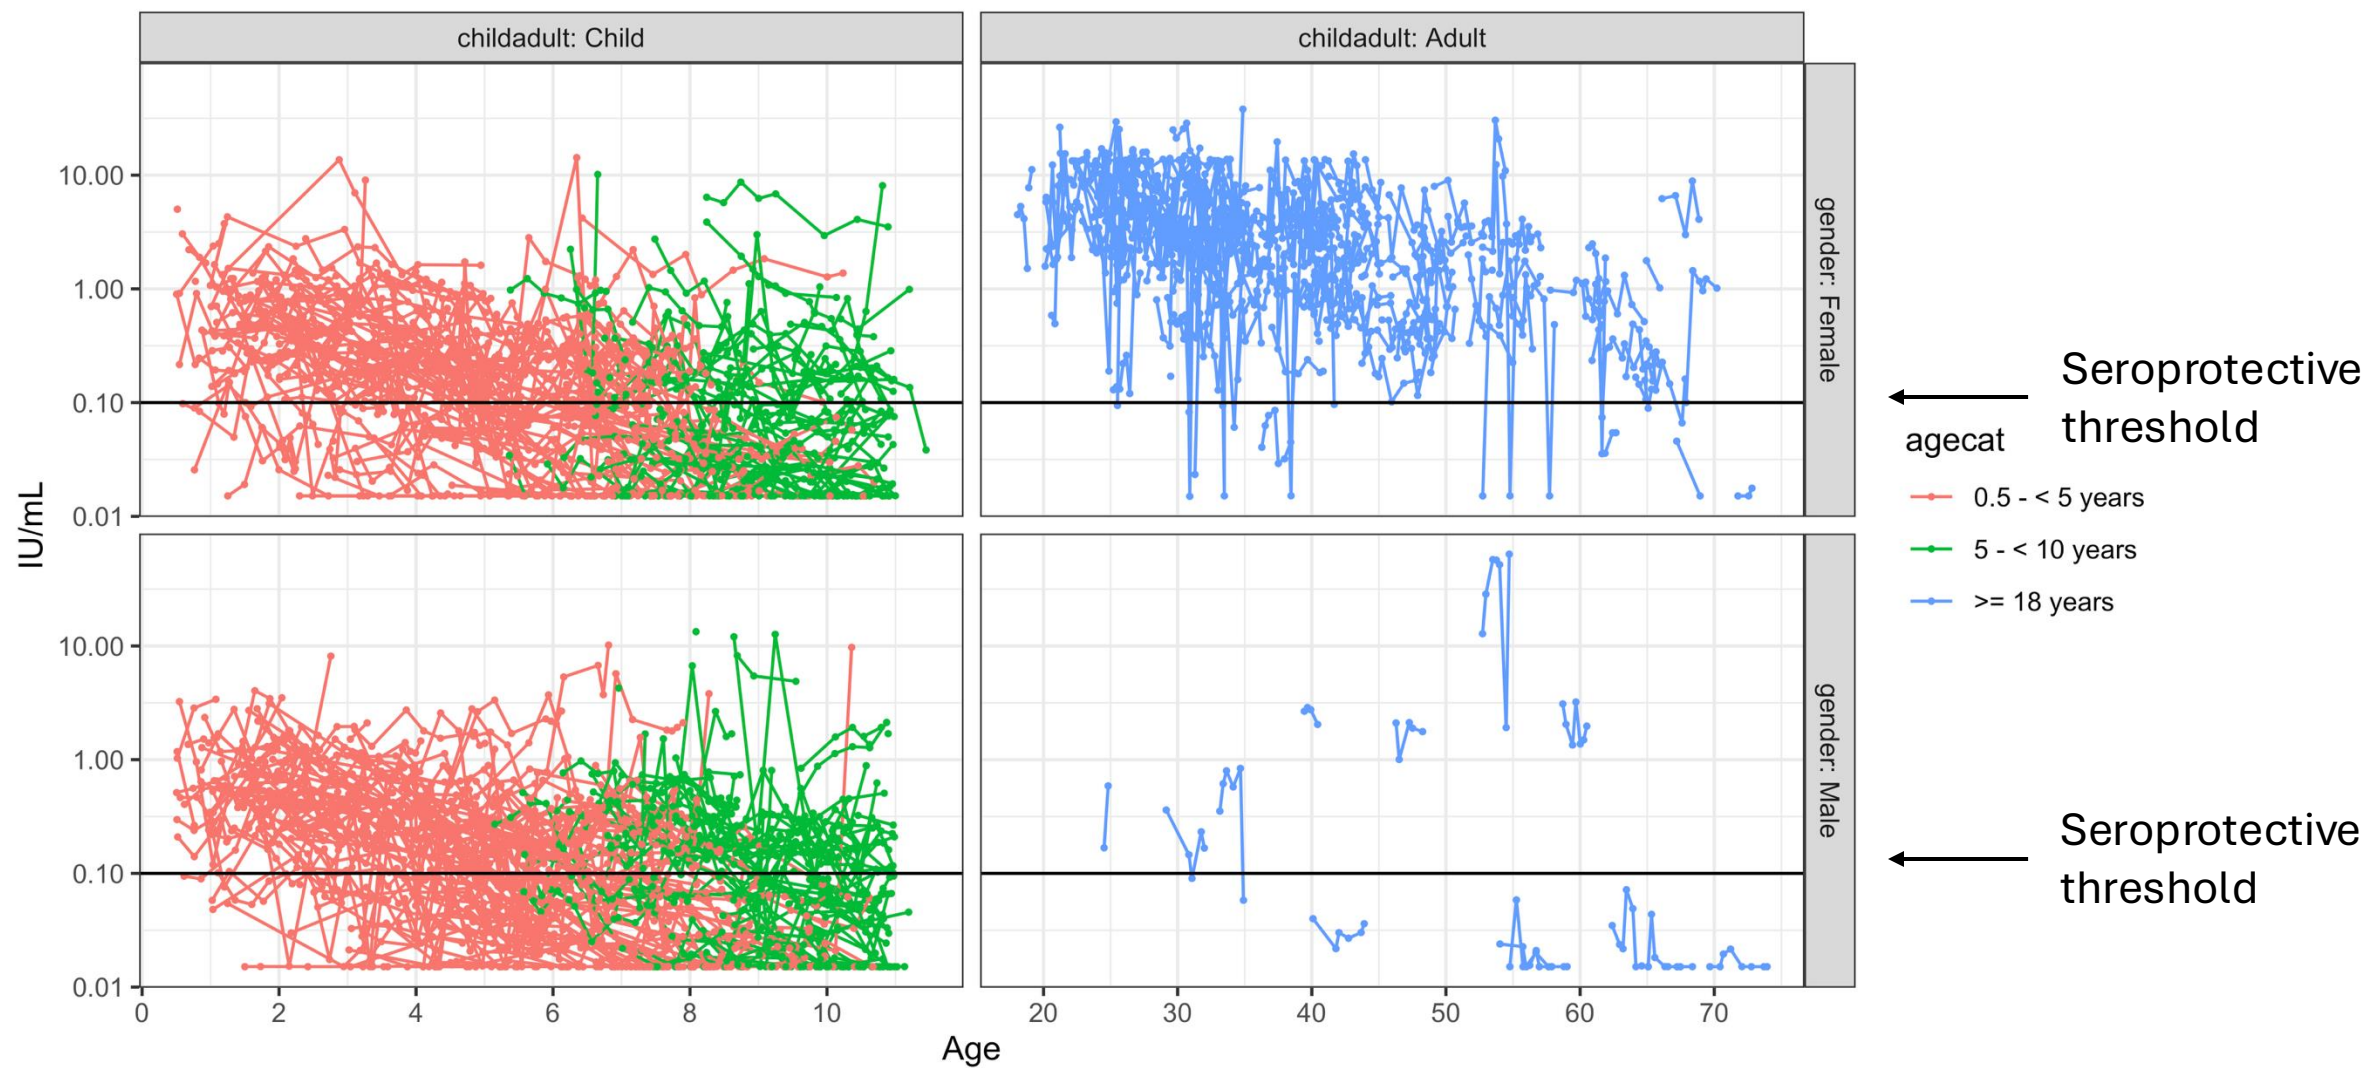 childadult: Child
childadult: Adult
10.00
1.00
0.10
0.01
gender: Female
Seroprotective
threshold
agecat
0.5 - < 5 years
5 - < 10 years
>= 18 years
IU/mL
10.00
1.00
0.10
0.01
gender: Male
Seroprotective
threshold
0 2 4 6 8 10
20 30 40 50 60 70
Age